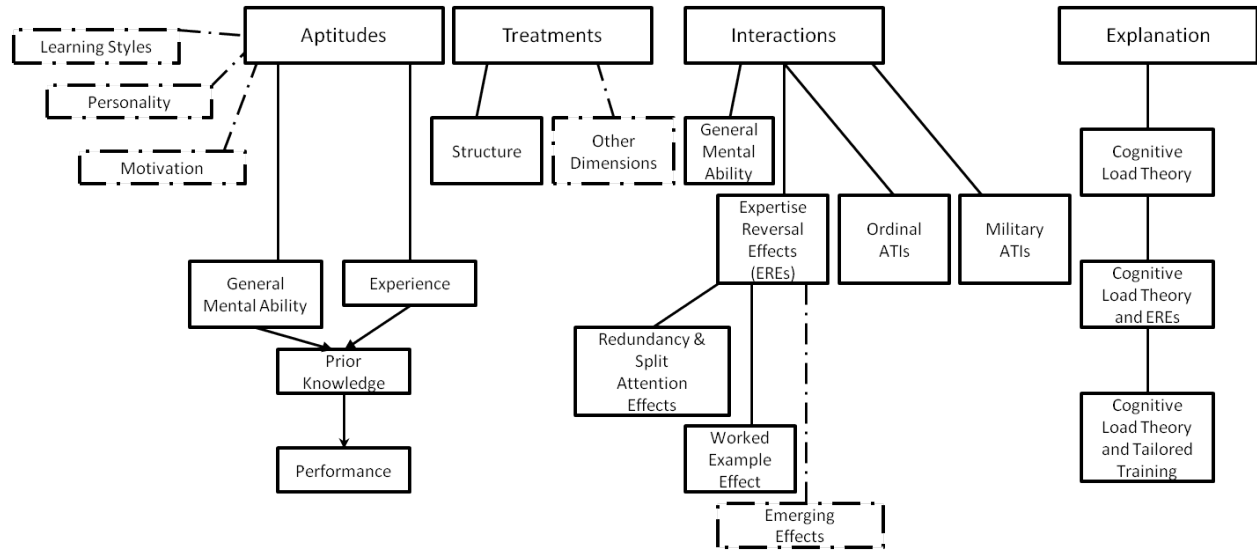 Aptitudes
Learning Styles
Personality
Motivation
General
Mental Ability
Experience
Prior
Knowledge
Performance
Treatments
Structure
Other
Dimensions
Interactions
General
Mental
Ability
Expertise
Reversal
Effects
(EREs)
Ordinal
ATIs
Military
ATIs
Redundancy &
Split
Attention
Effects
Worked
Example
Effect
Emerging
Effects
Explanation
Cognitive
Load Theory
Cognitive
Load Theory
and EREs
Cognitive
Load Theory
and Tailored
Training